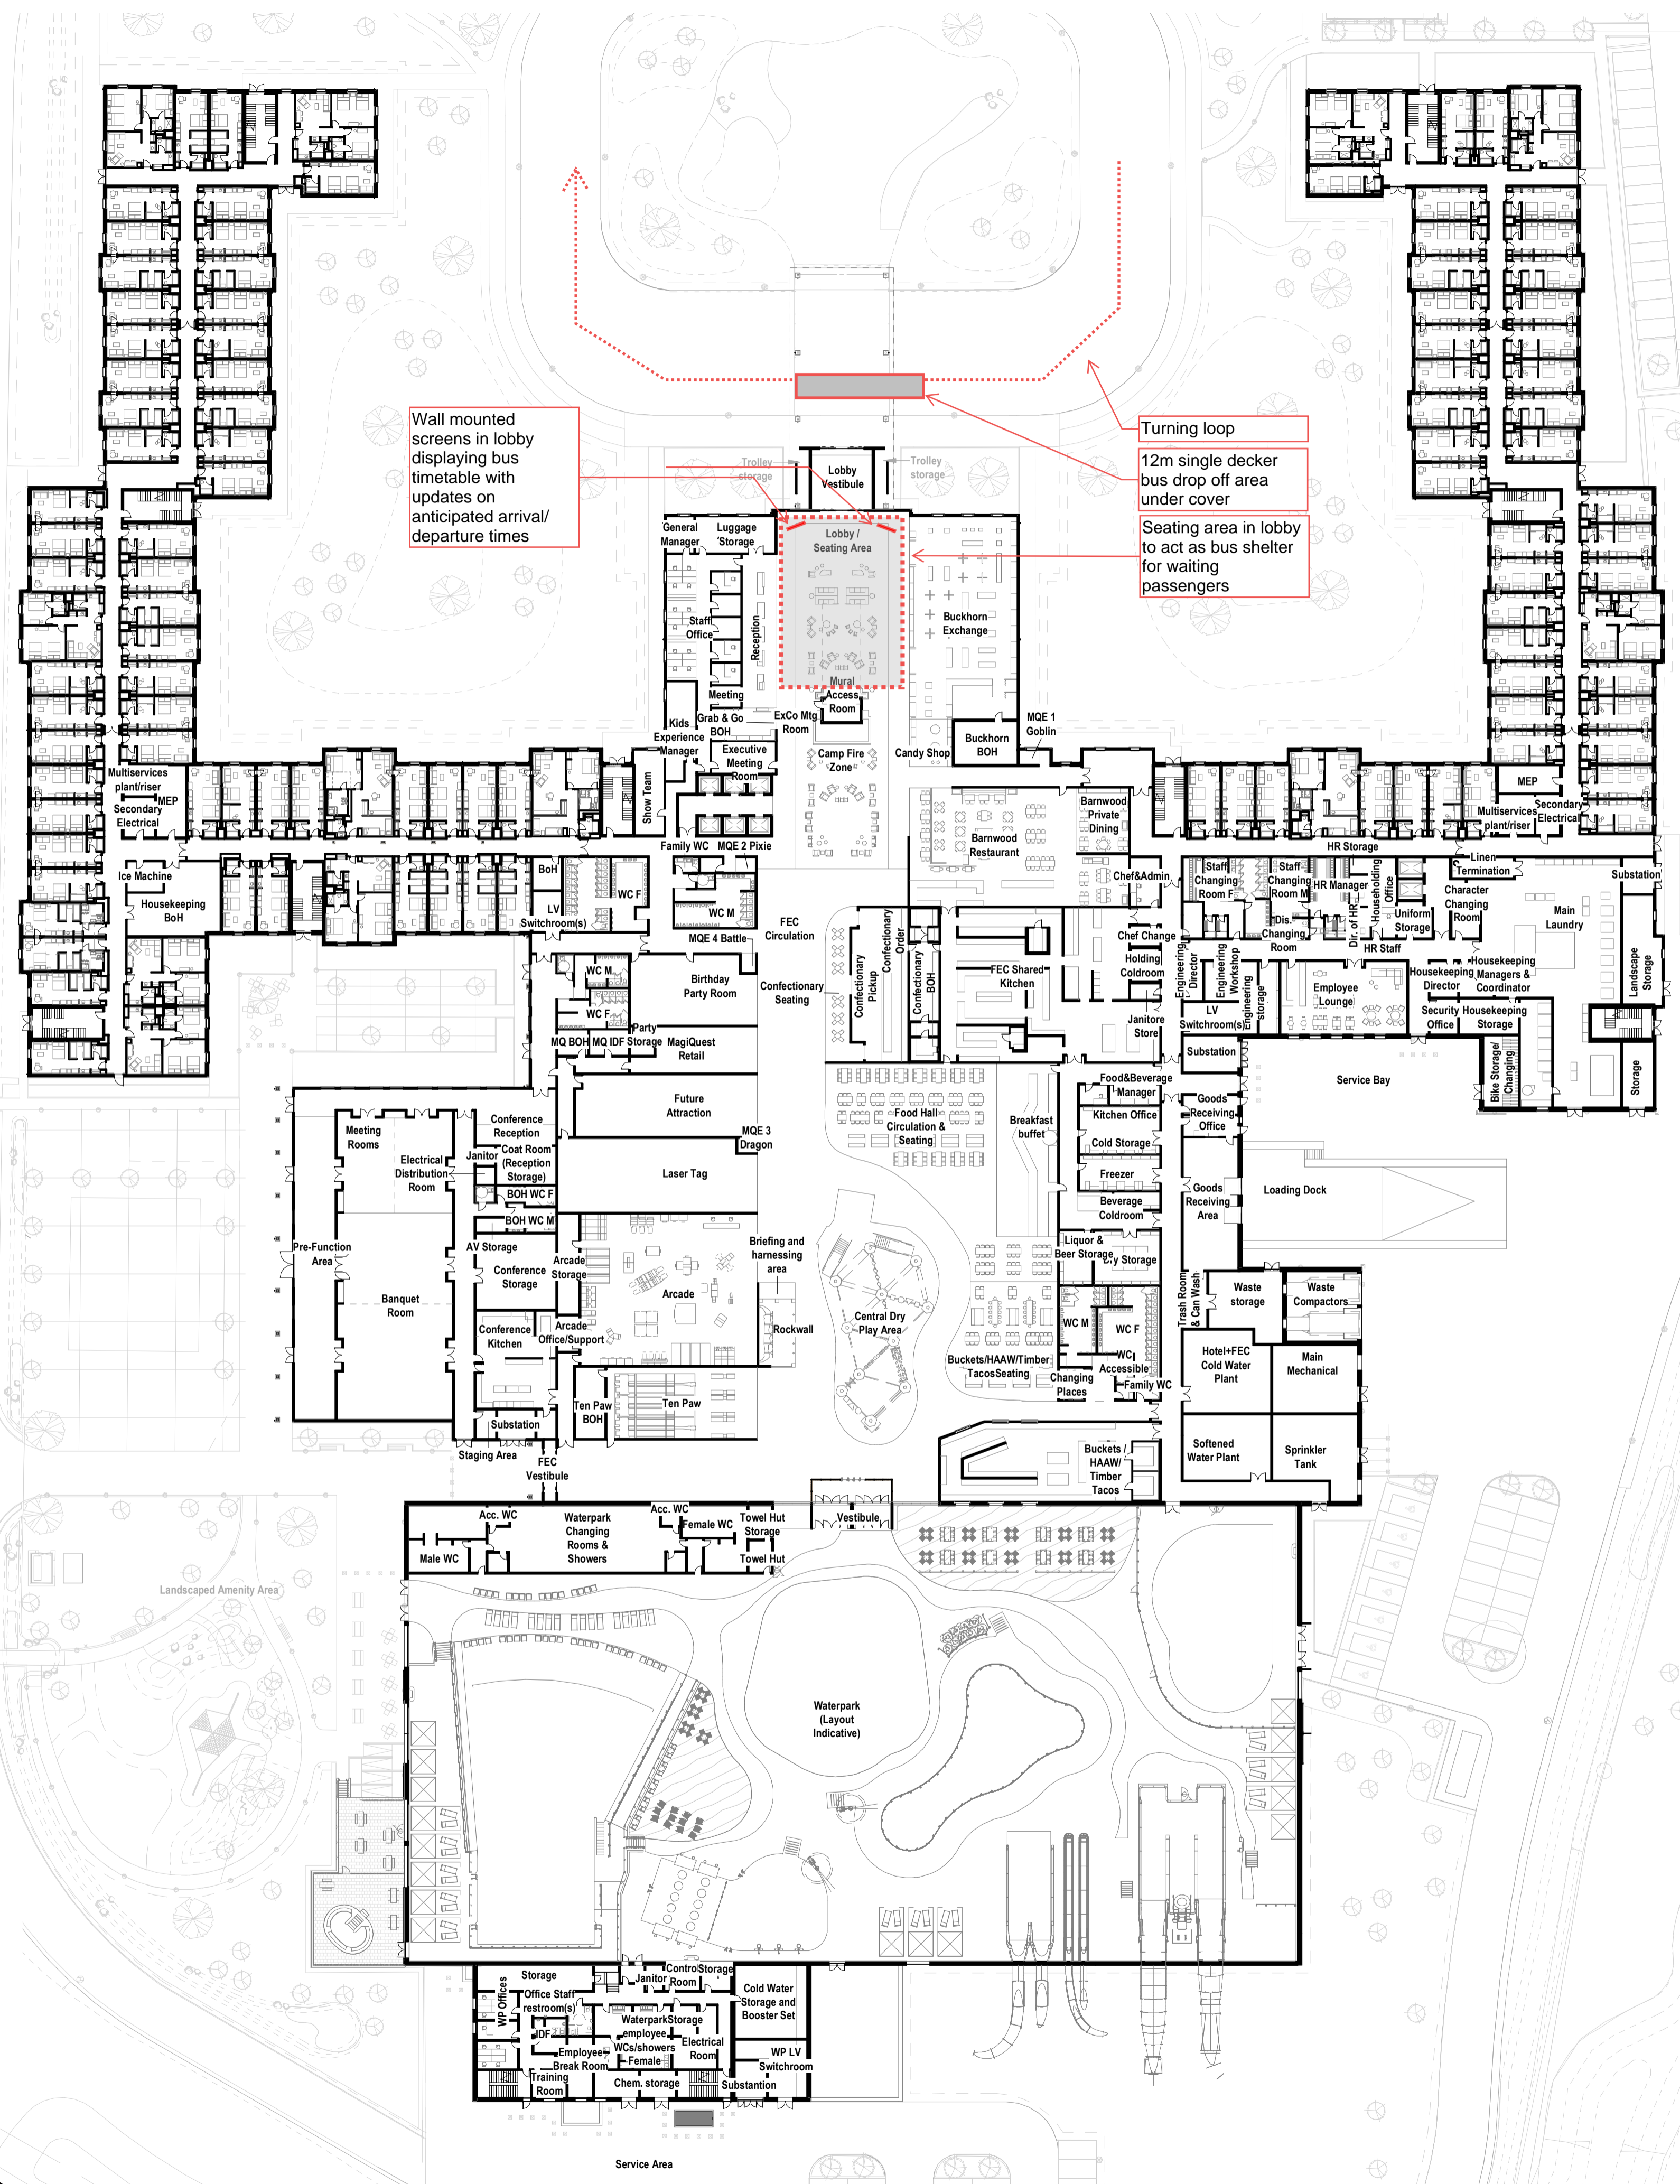 Wall mounted
screens in lobby
displaying bus
timetable with
updates on
anticipated arrival/
departure times
Turning loop
12m single decker
bus drop off area
under cover
Seating area in lobby
to act as bus shelter
for waiting
passengers
Trolley
storage
Lobby
Vestibule
Trolley
storage
General
Manager
Luggage
Storage
Lobby /
Seating Area
Staff
Office
Reception
Buckhorn
Exchange
Meeting
Mural
Access
Room
Grab & Go
BOH
ExCo Mtg
Room
Kids
Experience
Manager
Executive
Meeting
Room
Camp Fire
Zone
Candy Shop
Buckhorn
BOH
MQE 1
Goblin
Show Team
Family WC
MQE 2 Pixie
Multiservices
plant/riser
MEP
Secondary
Electrical
Ice Machine
Housekeeping
BoH
BoH
LV
Switchroom(s)
WC F
WC M
MQE 4 Battle
FEC
Circulation
Barnwood
Private
Dining
Barnwood
Restaurant
Chef&Admin
MEP
Multiservices
plant/riser
Secondary
Electrical
HR Storage
Linen
Termination
Substation
Staff
Changing
Room F
Staff
Changing
Room M
HR Manager
Householding
Office
Character
Changing
Room
Main
Laundry
Dis.
Changing
Room
Dir. of HR
Uniform
Storage
HR Staff
Chef Change
Holding
Coldroom
Janitore
Store
Engineering
Director
Engineering
Workshop
Engineering
storage
LV
Switchroom(s)
Employee
Lounge
Housekeeping
Director
Housekeeping
Managers &
Coordinator
Security
Office
Housekeeping
Storage
Landscape
Storage
WC M
WC F
Birthday
Party Room
Party
Storage
MQ BOH
MQ IDF
MagiQuest
Retail
Confectionary
Seating
Confectionary
Pickup
Confectionary
Order
Confectionary
BOH
FEC Shared
Kitchen
Substation
Service Bay
Bike Storage/
Changing
Storage
Future
Attraction
MQE 3
Dragon
Laser Tag
Food Hall
Circulation &
Seating
Breakfast
buffet
Food&Beverage
Manager
Kitchen Office
Cold Storage
Freezer
Beverage
Coldroom
Goods
Receiving
Office
Goods
Receiving
Area
Loading Dock
Meeting
Rooms
Conference
Reception
Electrical
Distribution
Room
Janitor
Coat Room
(Reception
Storage)
BOH WC F
BOH WC M
Pre-Function
Area
AV Storage
Conference
Storage
Arcade
Storage
Banquet
Room
Arcade
Briefing and
harnessing
area
Rockwall
Central Dry
Play Area
Liquor &
Beer Storage
Dry Storage
Conference
Kitchen
Arcade
Office/Support
WC M
WC F
WC
Accessible
Family WC
Changing
Places
Buckets/HAAW/Timber
TacosSeating
Trash Room
& Can Wash
Waste
storage
Waste
Compactors
Hotel+FEC
Cold Water
Plant
Main
Mechanical
Softened
Water Plant
Sprinkler
Tank
Ten Paw
BOH
Ten Paw
Substation
Staging Area
FEC
Vestibule
Buckets /
HAAW/
Timber
Tacos
Acc. WC
Waterpark
Changing
Rooms &
Showers
Acc. WC
Female WC
Towel Hut
Storage
Vestibule
Male WC
Towel Hut
Landscaped Amenity Area
Waterpark
(Layout
Indicative)
WP Offices
Storage
Office Staff
restroom(s)
Janitor
Contro
Room
Storage
Cold Water
Storage and
Booster Set
IDF
Waterpark
employee
WCs/showers
Female
Storage
Electrical
Room
Employee
Break Room
Training
Room
Chem. storage
WP LV
Switchroom
Substantion
Service Area